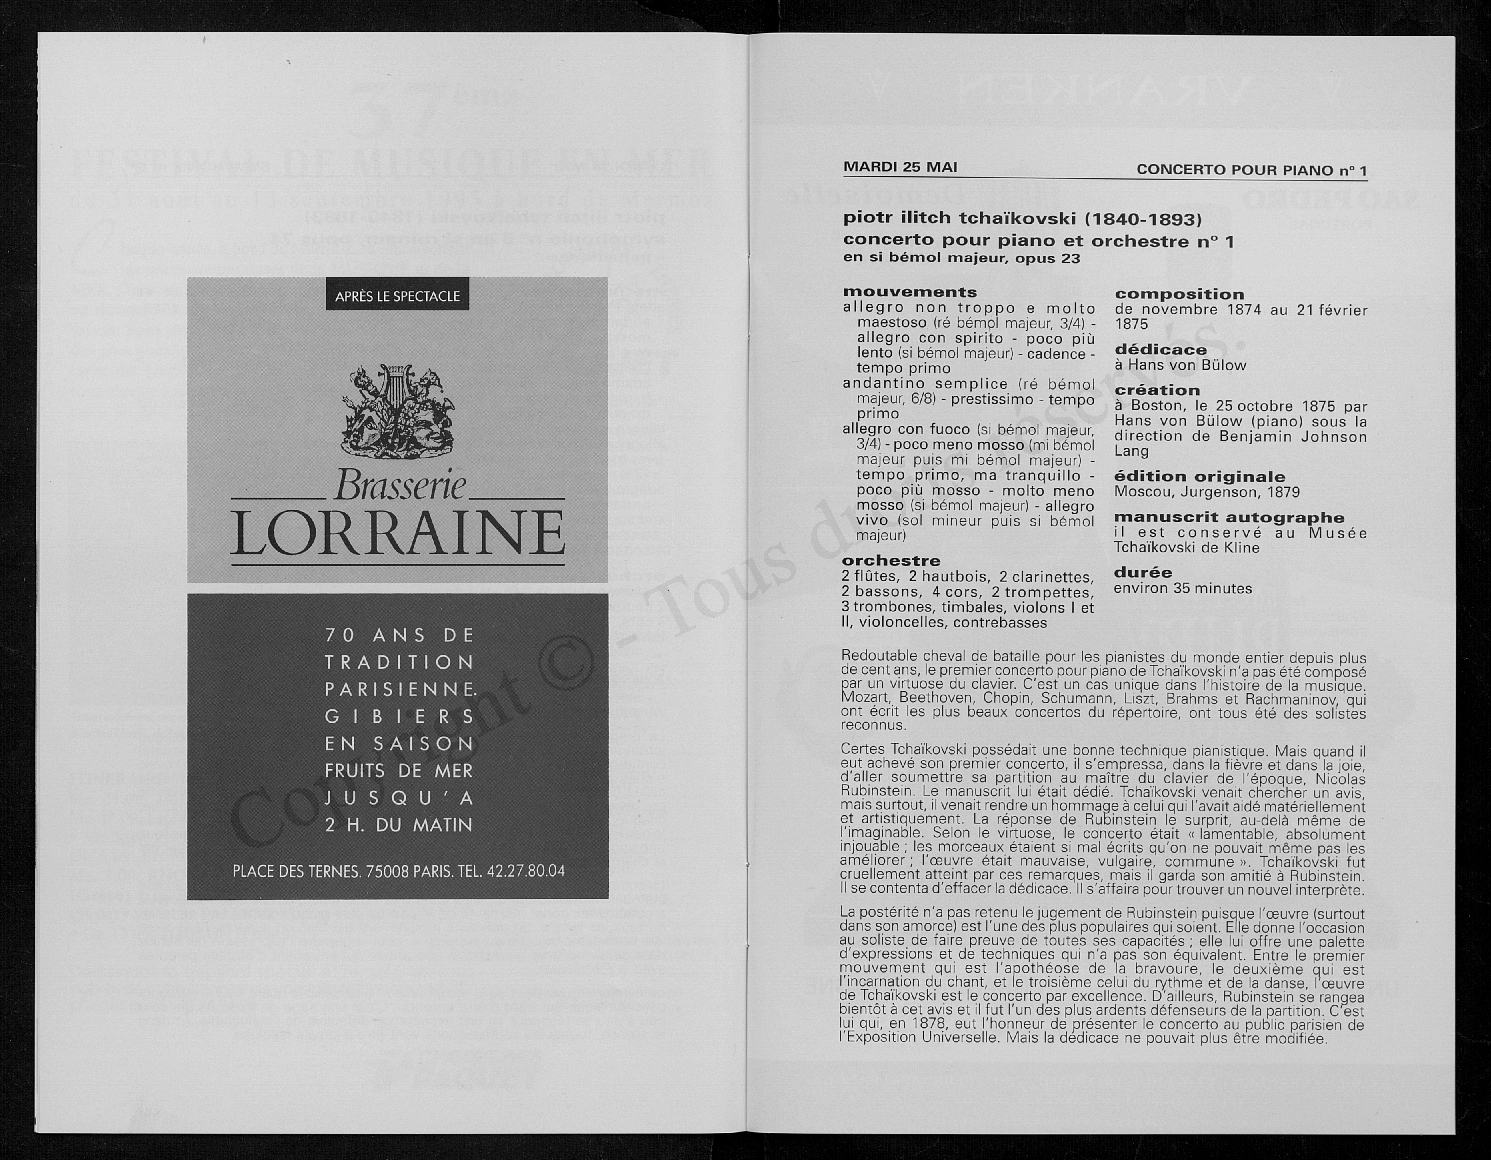 APRÈS LE SPECTACLE
Brasserie
LORRAINE
70 ANS DE
TRADITION
PARISIENNE.
GIBIERS
EN SAISON
FRUITS DE MER
JUSQU'A
2 H. DU MATIN
PLACE DES TERNES. 75008 PARIS. TEL. 42.27.80.04
Copyright © - Tous droits réservés.
MARDI 25 MAI CONCERTO POUR PIANO n° 1
piotr ilitch tchaïkovski (1840-1893)
concerto pour piano et orchestre n° 1
en si bémol majeur, opus 23
mouvements
allegro non troppo e molto
maestoso (ré bémol majeur, 3/4) -
allegro con spirito - poco più
lento (si bémol majeur) - cadence -
tempo primo
andantino semplice (ré bémol
majeur, 6/8) - prestissimo - tempo
primo
allegro con fuoco (si bémol majeur,
3/4) - poco meno mosso (mi bémol
majeur puis mi bémol majeur) -
tempo primo, ma tranquillo -
poco più mosso - molto meno
mosso (si bémol majeur) - allegro
vivo (sol mineur puis si bémol
majeur)
orchestre
2 flûtes, 2 hautbois, 2 clarinettes,
2 bassons, 4 cors, 2 trompettes,
3 trombones, timbales, violons I et
II, violoncelles, contrebasses
composition
de novembre 1874 au 21 février
1875
dédicace
à Hans von Bülow
création
à Boston, le 25 octobre 1875 par
Hans von Bülow (piano) sous la
direction de Benjamin Johnson
Lang
édition originale
Moscou, Jurgenson, 1879
manuscrit autographe
il est conservé au Musée
Tchaïkovski de Kline
durée
environ 35 minutes
Redoutable cheval de bataille pour les pianistes du monde entier depuis plus
de cent ans, le premier concerto pour piano de Tchaïkovski n'a pas été composé
par un virtuose du clavier. C'est un cas unique dans l'histoire de la musique.
Mozart, Beethoven, Chopin, Schumann, Liszt, Brahms et Rachmaninov, qui
ont écrit les plus beaux concertos du répertoire, ont tous été des solistes
reconnus.
Certes Tchaïkovski possédait une bonne technique pianistique. Mais quand il
eut achevé son premier concerto, il s'empressa, dans la fièvre et dans la joie,
d'aller soumettre sa partition au maître du clavier de l'époque, Nicolas
Rubinstein. Le manuscrit lui était dédié. Tchaïkovski venait chercher un avis,
mais surtout, il venait rendre un hommage à celui qui l'avait aidé matériellement
et artistiquement. La réponse de Rubinstein le surprit, au-delà même de
l'imaginable. Selon le virtuose, le concerto était « lamentable, absolument
injouable ; les morceaux étaient si mal écrits qu'on ne pouvait même pas les
améliorer ; l'œuvre était mauvaise, vulgaire, commune ». Tchaïkovski fut
cruellement atteint par ces remarques, mais il garda son amitié à Rubinstein.
Il se contenta d'effacer la dédicace. Il s'affaira pour trouver un nouvel interprète.
La postérité n'a pas retenu le jugement de Rubinstein puisque l'œuvre (surtout
dans son amorce) est l'une des plus populaires qui soient. Elle donne l'occasion
au soliste de faire preuve de toutes ses capacités ; elle lui offre une palette
d'expressions et de techniques qui n'a pas son équivalent. Entre le premier
mouvement qui est l'apothéose de la bravoure, le deuxième qui est
l'incarnation du chant, et le troisième celui du rythme et de la danse, l'œuvre
de Tchaïkovski est le concerto par excellence. D'ailleurs, Rubinstein se rangea
bientôt à cet avis et il fut l'un des plus ardents défenseurs de la partition. C'est
lui qui, en 1878, eut l'honneur de présenter le concerto au public parisien de
l'Exposition Universelle. Mais la dédicace ne pouvait plus être modifiée.